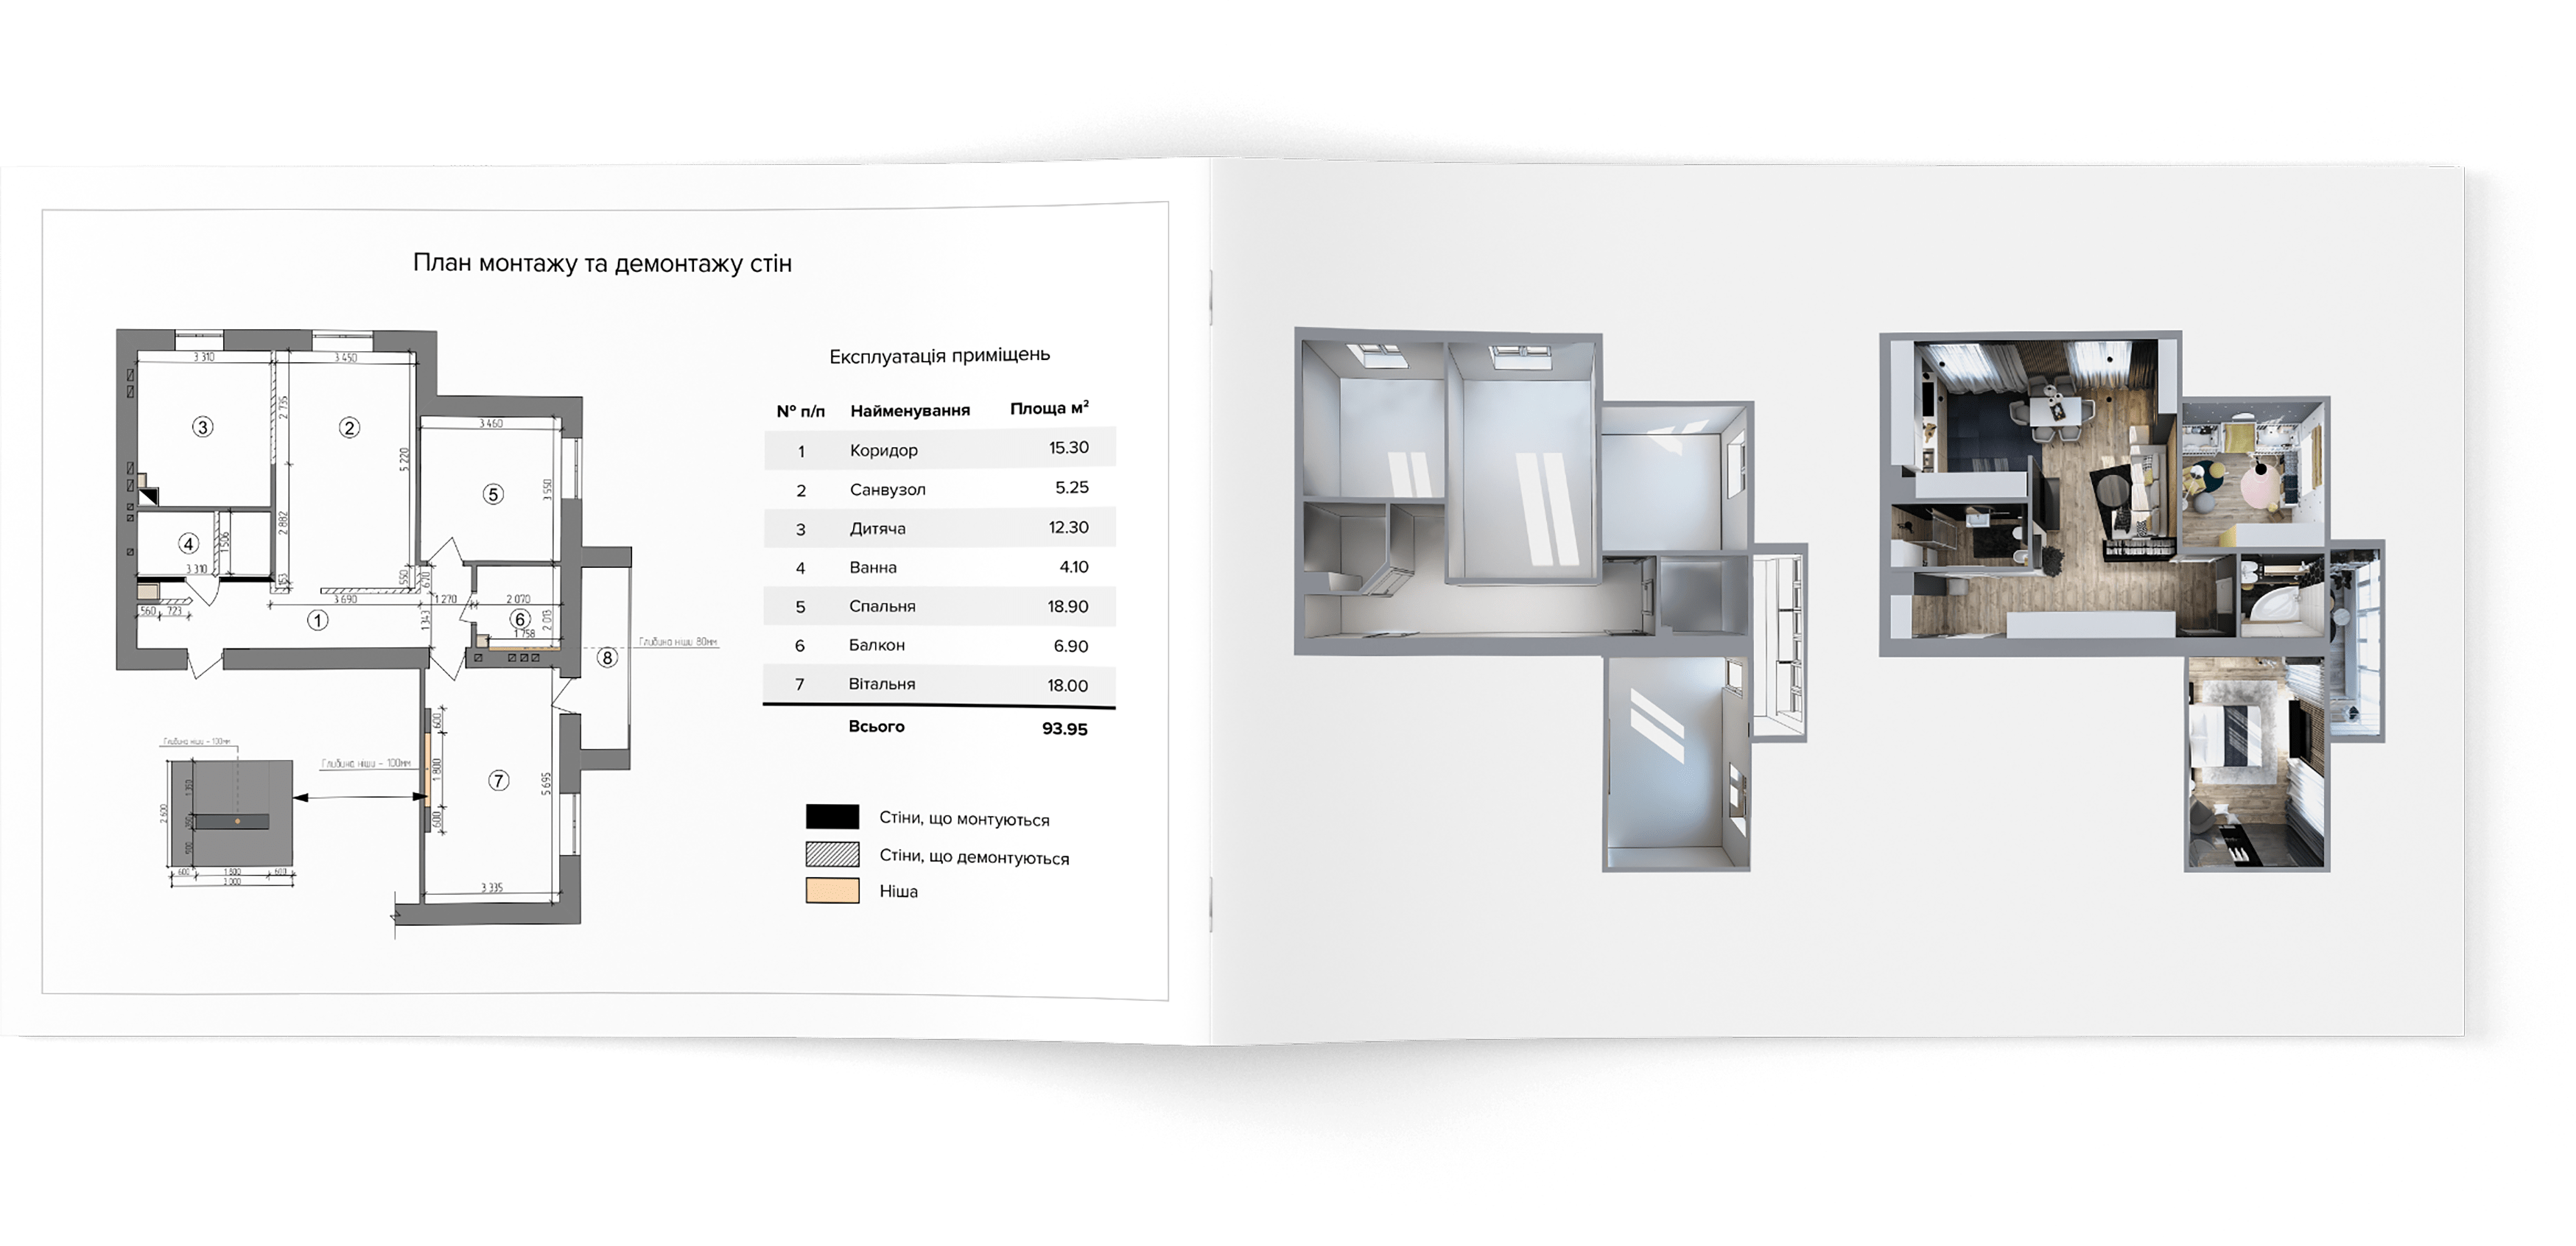 План монтажу та демонтажу стін
3 310
3 450
2 735
3
2
5 220
3 460
5
3 550
2 882
4
1 506
3 310
153
550
670
560
723
3 690
1 270
2 070
1
1 343
6
2 013
1 758
Глибина ніши 80мм
8
Глибина ніши - 100мм
Глибина ніши - 100мм
600
1 800
600
7
5 695
2 600
600
1 800
600
3 000
3 335
Експлуатація приміщень
№ п/п Найменування Площа м²
1 Коридор 15.30
2 Санвузол 5.25
3 Дитяча 12.30
4 Ванна 4.10
5 Спальня 18.90
6 Балкон 6.90
7 Вітальня 18.00
Всього 93.95
Стіни, що монтуються
Стіни, що демонтуються
Ніша